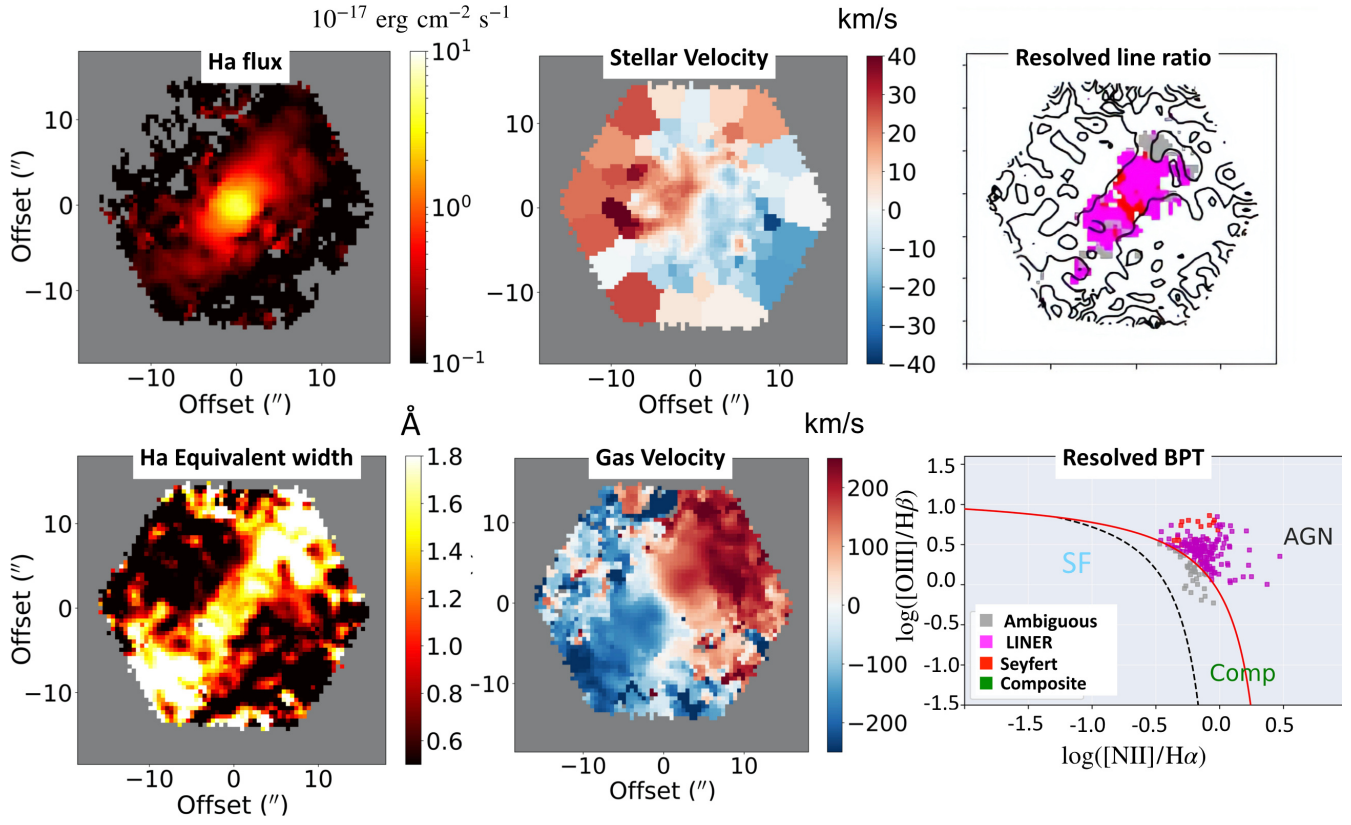 10⁻¹⁷ erg cm⁻² s⁻¹
km/s
Ha flux
Stellar Velocity
Resolved line ratio
10¹
10⁰
10⁻¹
40
30
20
10
0
−10
−20
−30
−40
10
0
−10
Offset (″)
−10 0 10
Offset (″)
10
0
−10
−10 0 10
Offset (″)
Å
km/s
Ha Equivalent width
Gas Velocity
Resolved BPT
1.8
1.6
1.4
1.2
1.0
0.8
0.6
200
100
0
−100
−200
10
0
−10
Offset (″)
−10 0 10
Offset (″)
10
0
−10
−10 0 10
Offset (″)
log([OIII]/Hβ)
1.5
1.0
0.5
0.0
-0.5
-1.0
-1.5
SF
AGN
Comp
Ambiguous
LINER
Seyfert
Composite
-1.5 -1.0 -0.5 0.0 0.5
log([NII]/Hα)